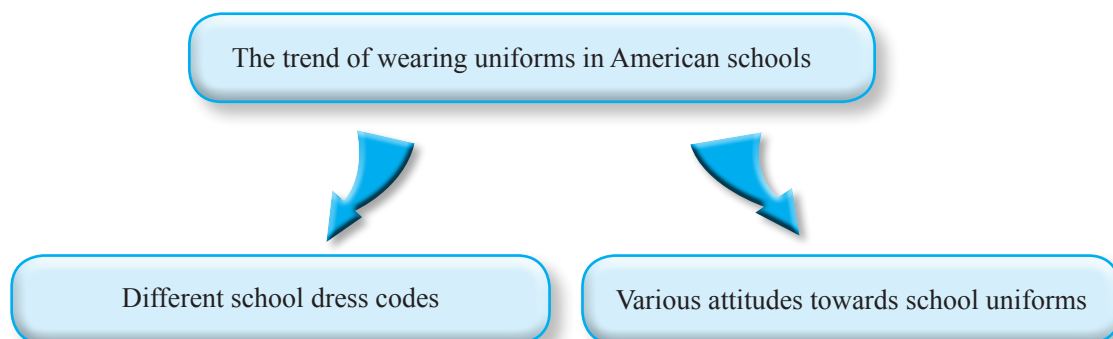 The trend of wearing uniforms in American schools
Different school dress codes
Various attitudes towards school uniforms